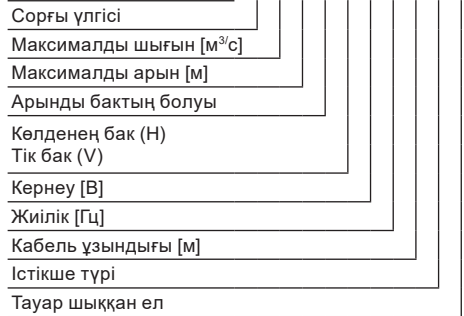 Сорғы үлгісі
Максималды шығын [м³/с]
Максималды арын [м]
Арынды бактың болуы
Көлденең бак (H)
Тік бак (V)
Кернеу [В]
Жиілік [Гц]
Кабель ұзындығы [м]
Істікше түрі
Тауар шыққан ел